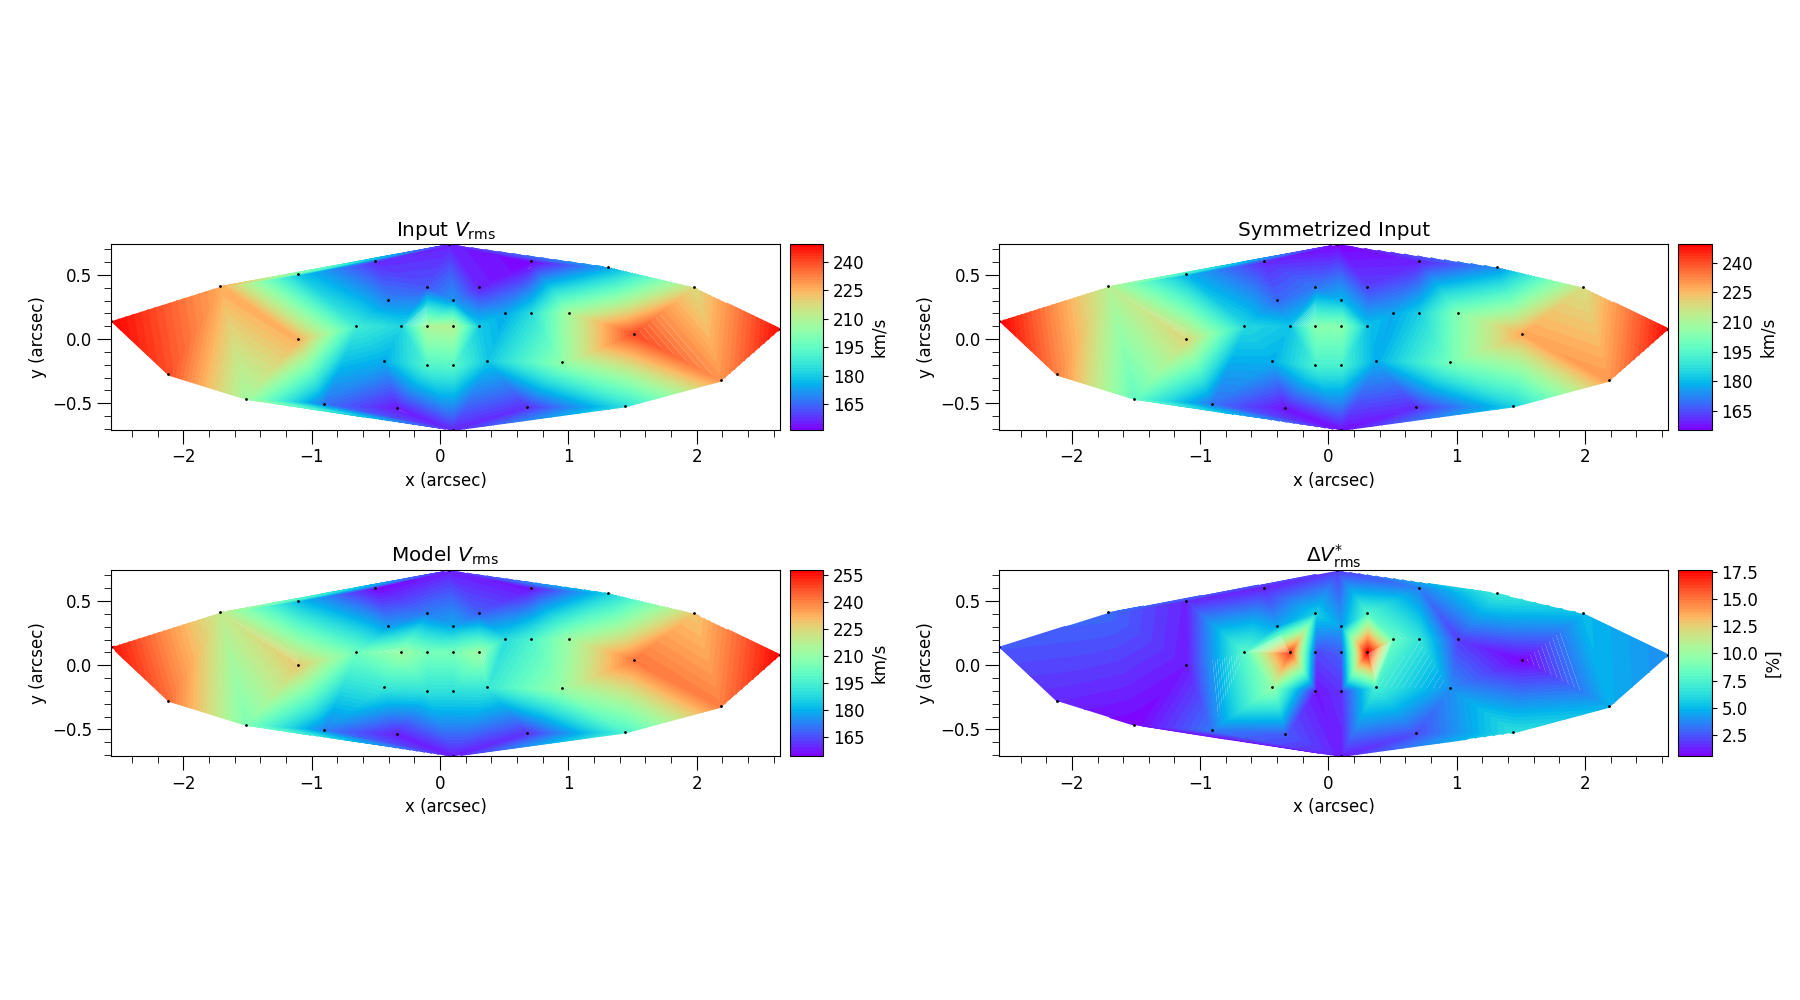 Input V_rms
0.5
0.0
−0.5
y (arcsec)
−2 −1 0 1 2
x (arcsec)
240
225
210
195
180
165
km/s
Symmetrized Input
0.5
0.0
−0.5
y (arcsec)
−2 −1 0 1 2
x (arcsec)
240
225
210
195
180
165
km/s
Model V_rms
0.5
0.0
−0.5
y (arcsec)
−2 −1 0 1 2
x (arcsec)
255
240
225
210
195
180
165
km/s
ΔV*_rms
0.5
0.0
−0.5
y (arcsec)
−2 −1 0 1 2
x (arcsec)
17.5
15.0
12.5
10.0
7.5
5.0
2.5
[%]